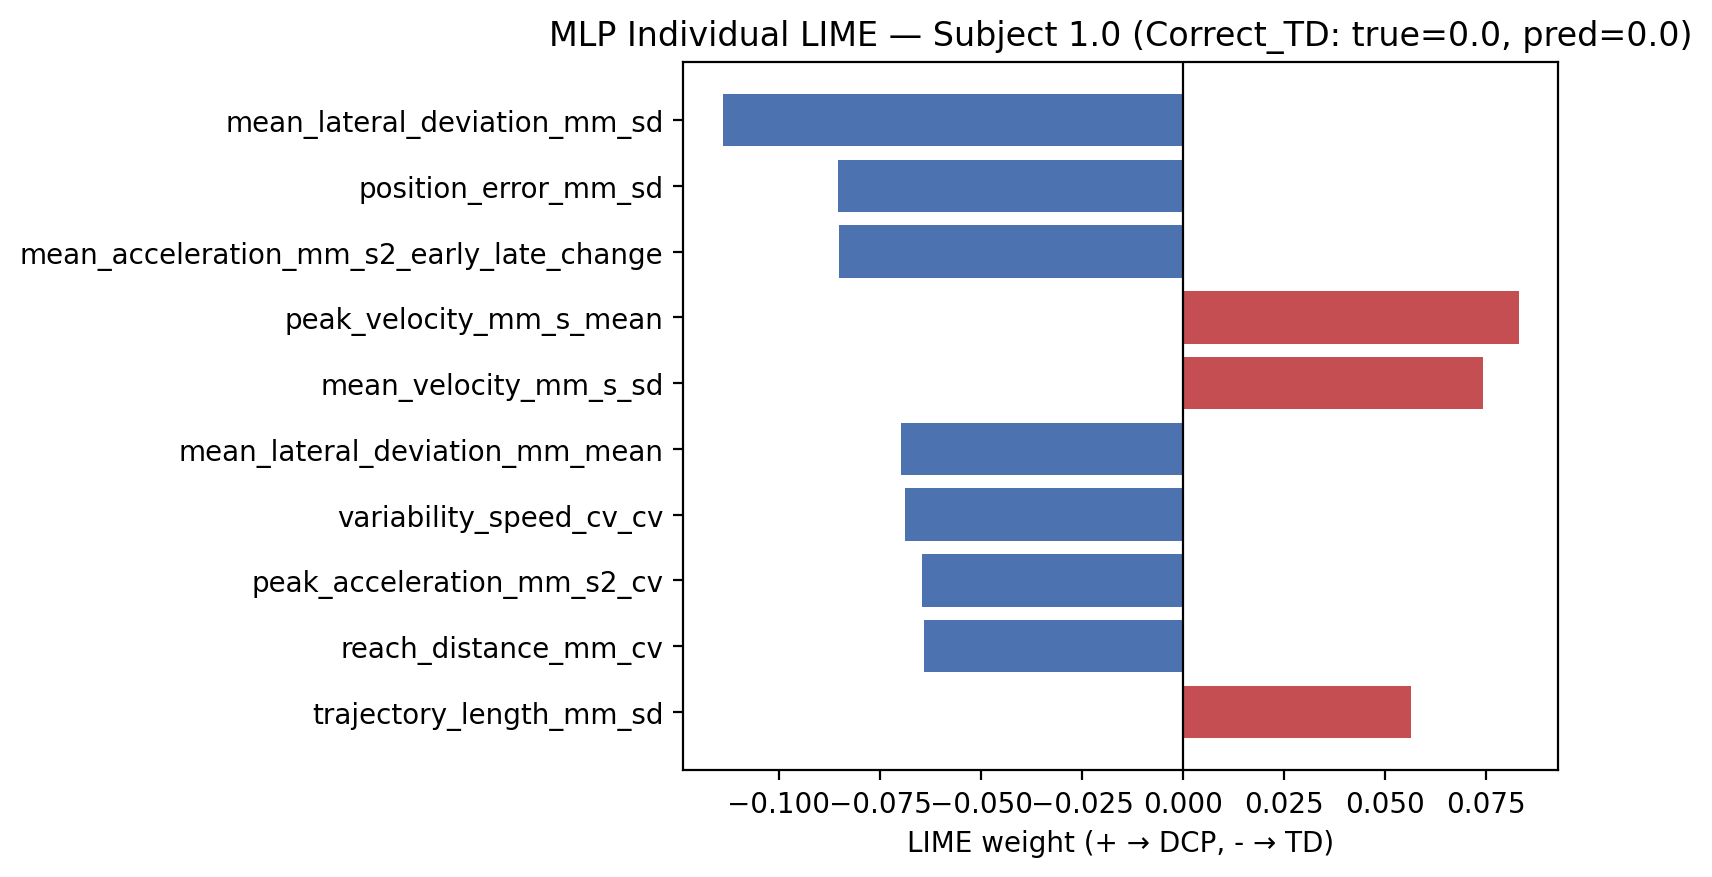 MLP Individual LIME — Subject 1.0 (Correct_TD: true=0.0, pred=0.0)
mean_lateral_deviation_mm_sd
position_error_mm_sd
mean_acceleration_mm_s2_early_late_change
peak_velocity_mm_s_mean
mean_velocity_mm_s_sd
mean_lateral_deviation_mm_mean
variability_speed_cv_cv
peak_acceleration_mm_s2_cv
reach_distance_mm_cv
trajectory_length_mm_sd
−0.100 −0.075 −0.050 −0.025 0.000 0.025 0.050 0.075
LIME weight (+ → DCP, - → TD)